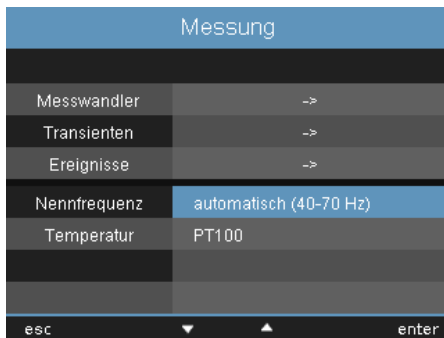 Messung
Messwandler ->
Transienten ->
Ereignisse ->
Nennfrequenz automatisch (40-70 Hz)
Temperatur PT100
esc enter